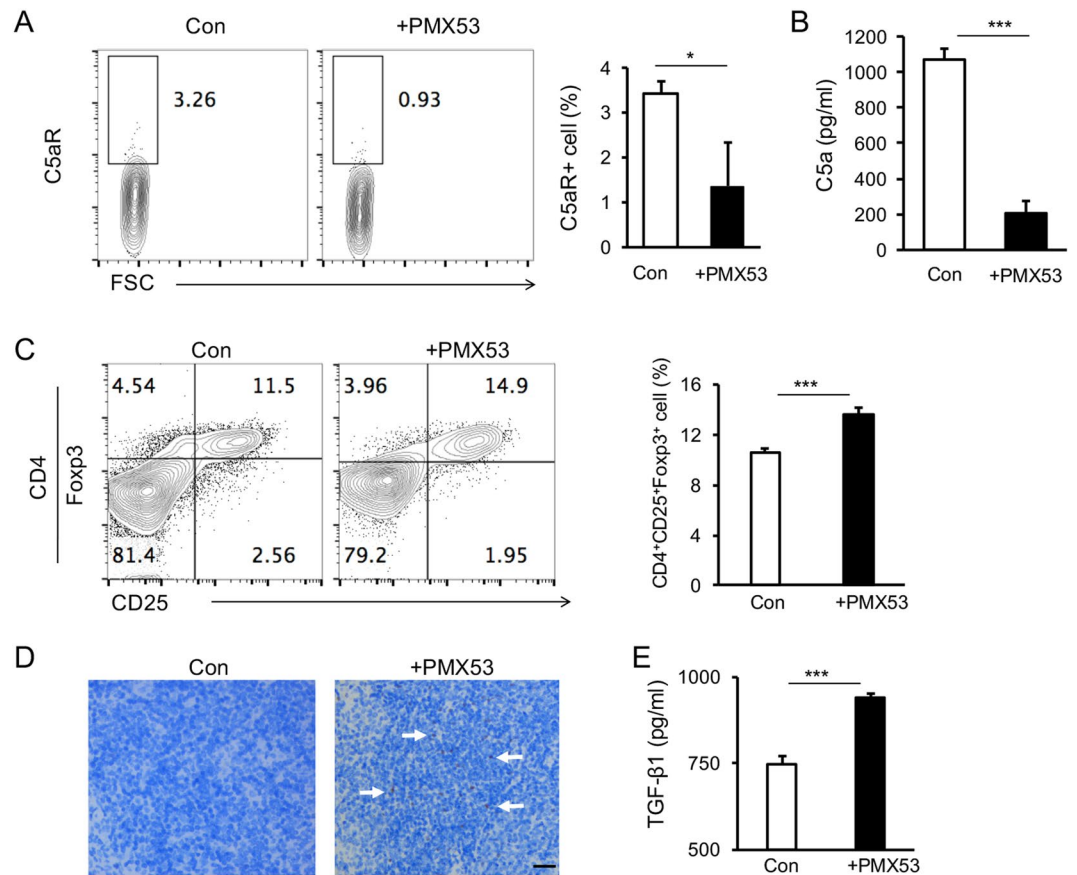 A
Con
+PMX53
C5aR
3.26
0.93
FSC
C5aR+ cell (%)
4
3
2
1
0
*
Con
+PMX53
B
C5a (pg/ml)
1200
1000
800
600
400
200
0
***
Con
+PMX53
C
Con
+PMX53
CD4
Foxp3
4.54
11.5
3.96
14.9
81.4
2.56
79.2
1.95
CD25
CD4⁺CD25⁺Foxp3⁺ cell (%)
16
12
8
4
0
***
Con
+PMX53
D
Con
+PMX53
E
TGF-β1 (pg/ml)
1000
750
500
***
Con
+PMX53